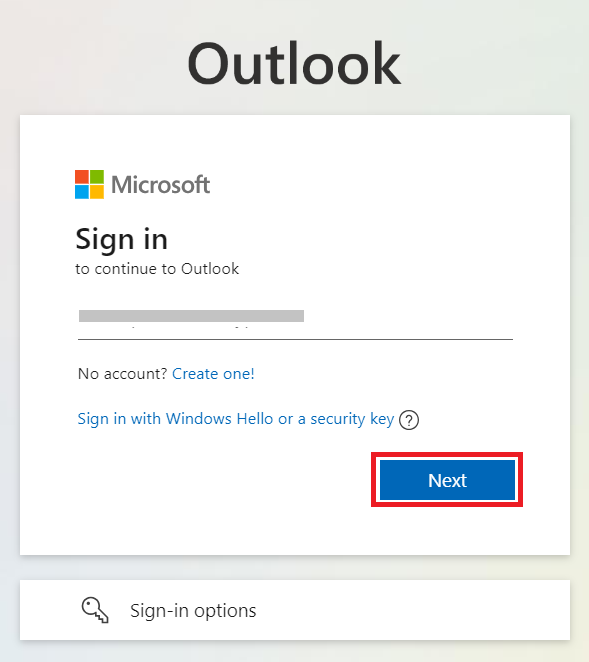 Outlook
Microsoft
Sign in
to continue to Outlook
No account? Create one!
Sign in with Windows Hello or a security key ?
Next
Sign-in options